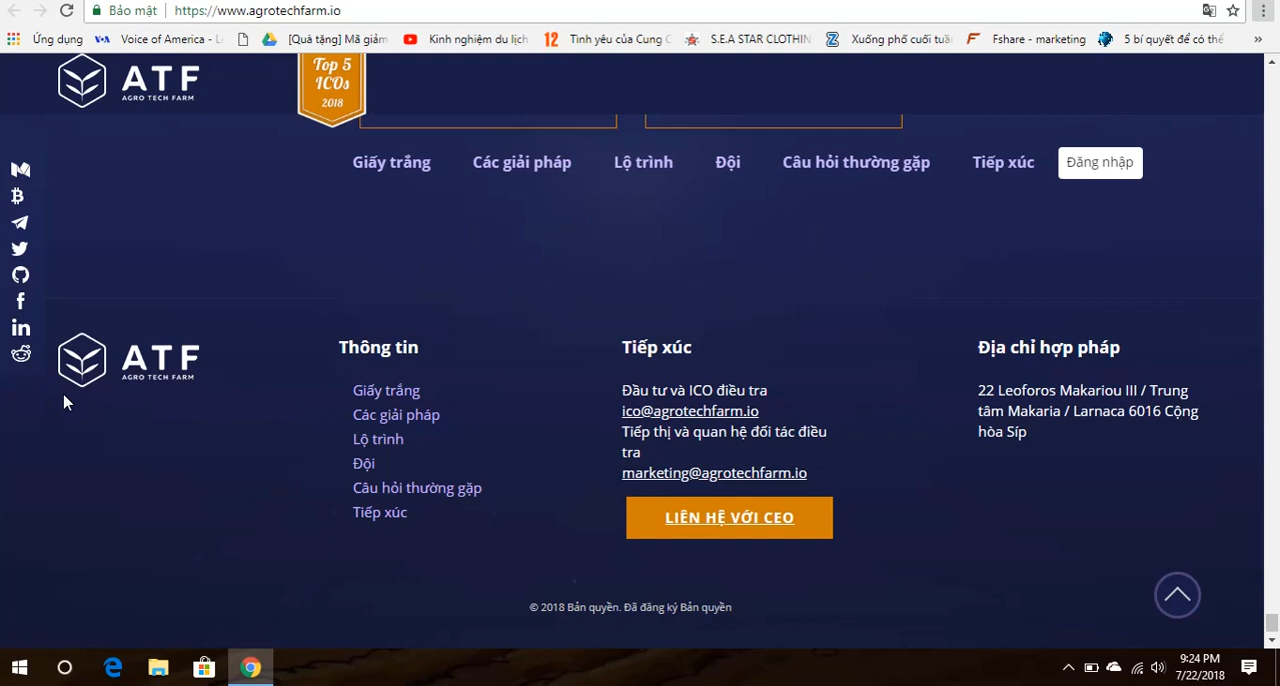 Bảo mật | https://www.agrotechfarm.io
Ứng dụng VOA Voice of America - L [Quà tặng] Mã giảm Kinh nghiệm du lịch 12 Tình yêu của Cung C S.E.A STAR CLOTHIN Z Xuống phố cuối tuần F Fshare - marketing 5 bí quyết để có thể »
ATF
AGRO TECH FARM
Top 5
ICOs
2018
Giấy trắng Các giải pháp Lộ trình Đội Câu hỏi thường gặp Tiếp xúc Đăng nhập
ATF
AGRO TECH FARM
Thông tin
Giấy trắng
Các giải pháp
Lộ trình
Đội
Câu hỏi thường gặp
Tiếp xúc
Tiếp xúc
Đầu tư và ICO điều tra
ico@agrotechfarm.io
Tiếp thị và quan hệ đối tác điều
tra
marketing@agrotechfarm.io
LIÊN HỆ VỚI CEO
Địa chỉ hợp pháp
22 Leoforos Makariou III / Trung
tâm Makaria / Larnaca 6016 Cộng
hòa Síp
© 2018 Bản quyền. Đã đăng ký Bản quyền
9:24 PM
7/22/2018